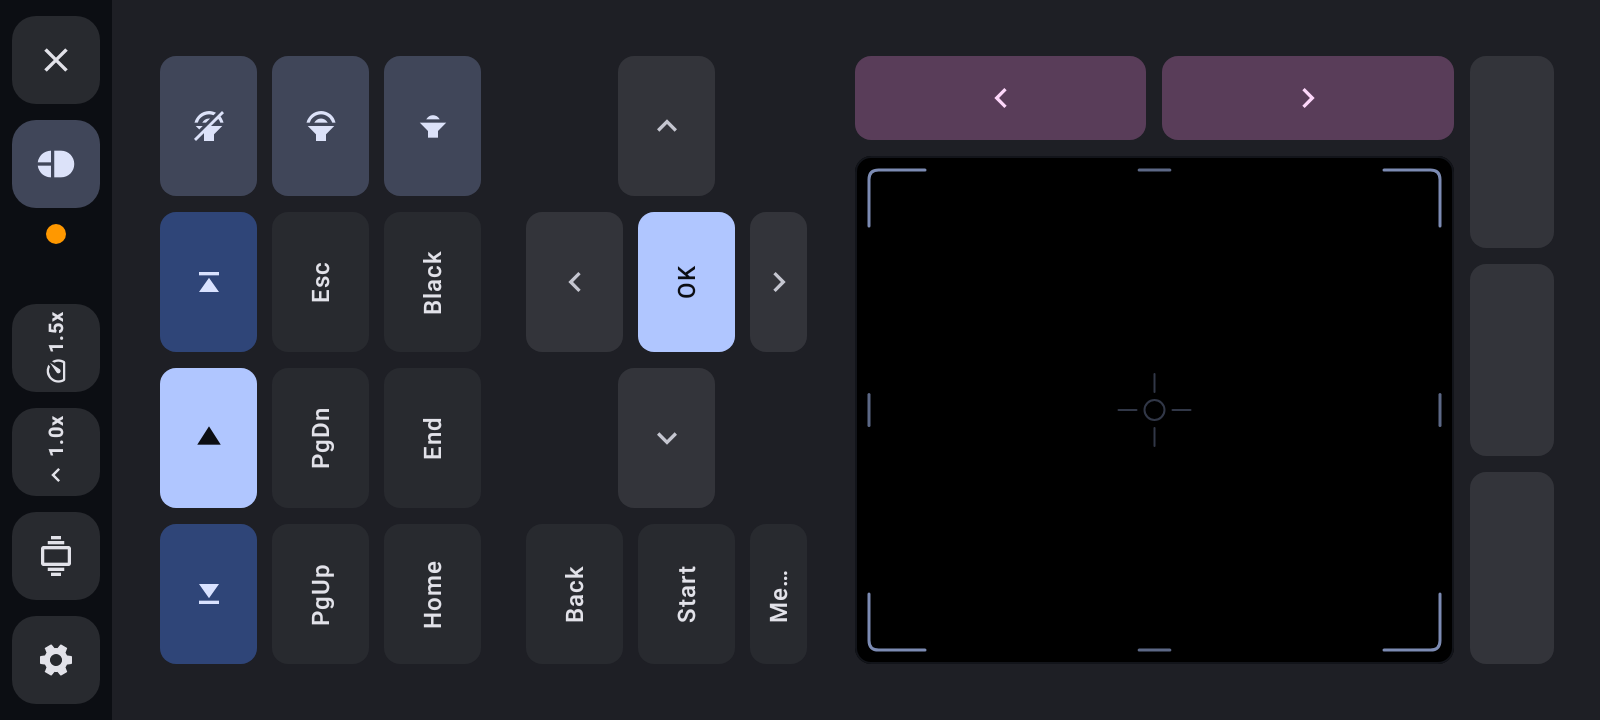 1.5x
1.0x
Esc
Black
OK
PgDn
End
PgUp
Home
Back
Start
Me...